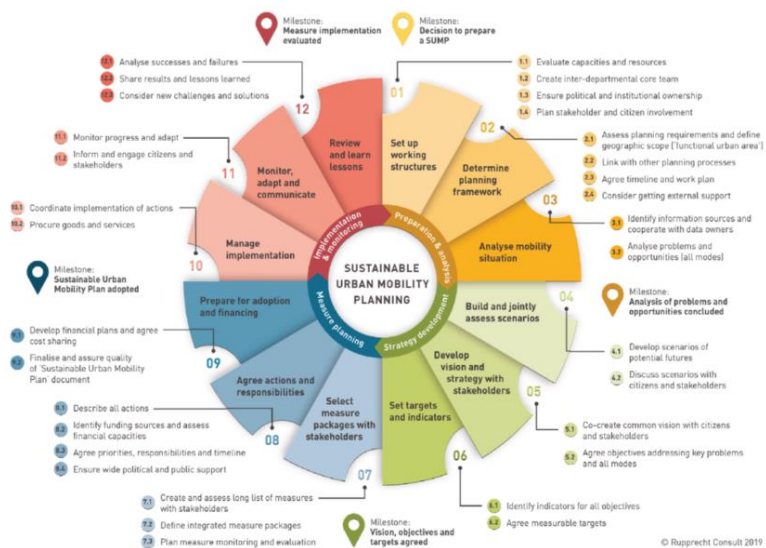 Milestone:
Measure implementation
evaluated
Milestone:
Decision to prepare
a SUMP
12.1 Analyse successes and failures
12.2 Share results and lessons learned
12.3 Consider new challenges and solutions
1.1 Evaluate capacities and resources
1.2 Create inter-departmental core team
1.3 Ensure political and institutional ownership
1.4 Plan stakeholder and citizen involvement
11.1 Monitor progress and adapt
11.2 Inform and engage citizens and
stakeholders
2.1 Assess planning requirements and define
geographic scope ('functional urban area')
2.2 Link with other planning processes
2.3 Agree timeline and work plan
2.4 Consider getting external support
10.1 Coordinate implementation of actions
10.2 Procure goods and services
3.1 Identify information sources and
cooperate with data owners
3.2 Analyse problems and
opportunities (all modes)
Milestone:
Sustainable Urban
Mobility Plan adopted
Milestone:
Analysis of problems and
opportunities concluded
SUSTAINABLE
URBAN MOBILITY
PLANNING
Preparation & analysis
Strategy development
Measure planning
Implementation
& monitoring
01
Set up
working
structures
02
Determine
planning
framework
03
Analyse mobility
situation
04
Build and jointly
assess scenarios
05
Develop
vision and
strategy with
stakeholders
06
Set targets
and indicators
07
Select
measure
packages with
stakeholders
08
Agree actions and
responsibilities
09
Prepare for adoption
and financing
10
Manage
implementation
11
Monitor,
adapt and
communicate
12
Review
and learn
lessons
4.1 Develop scenarios of
potential futures
4.2 Discuss scenarios with
citizens and stakeholders
5.1 Co-create common vision with citizens
and stakeholders
5.2 Agree objectives addressing key problems
and all modes
6.1 Identify indicators for all objectives
6.2 Agree measurable targets
Milestone:
Vision, objectives and
targets agreed
7.1 Create and assess long list of measures
with stakeholders
7.2 Define integrated measure packages
7.3 Plan measure monitoring and evaluation
8.1 Describe all actions
8.2 Identify funding sources and assess
financial capacities
8.3 Agree priorities, responsibilities and timeline
8.4 Ensure wide political and public support
9.1 Develop financial plans and agree
cost sharing
9.2 Finalise and assure quality
of 'Sustainable Urban Mobility
Plan' document
© Rupprecht Consult 2019